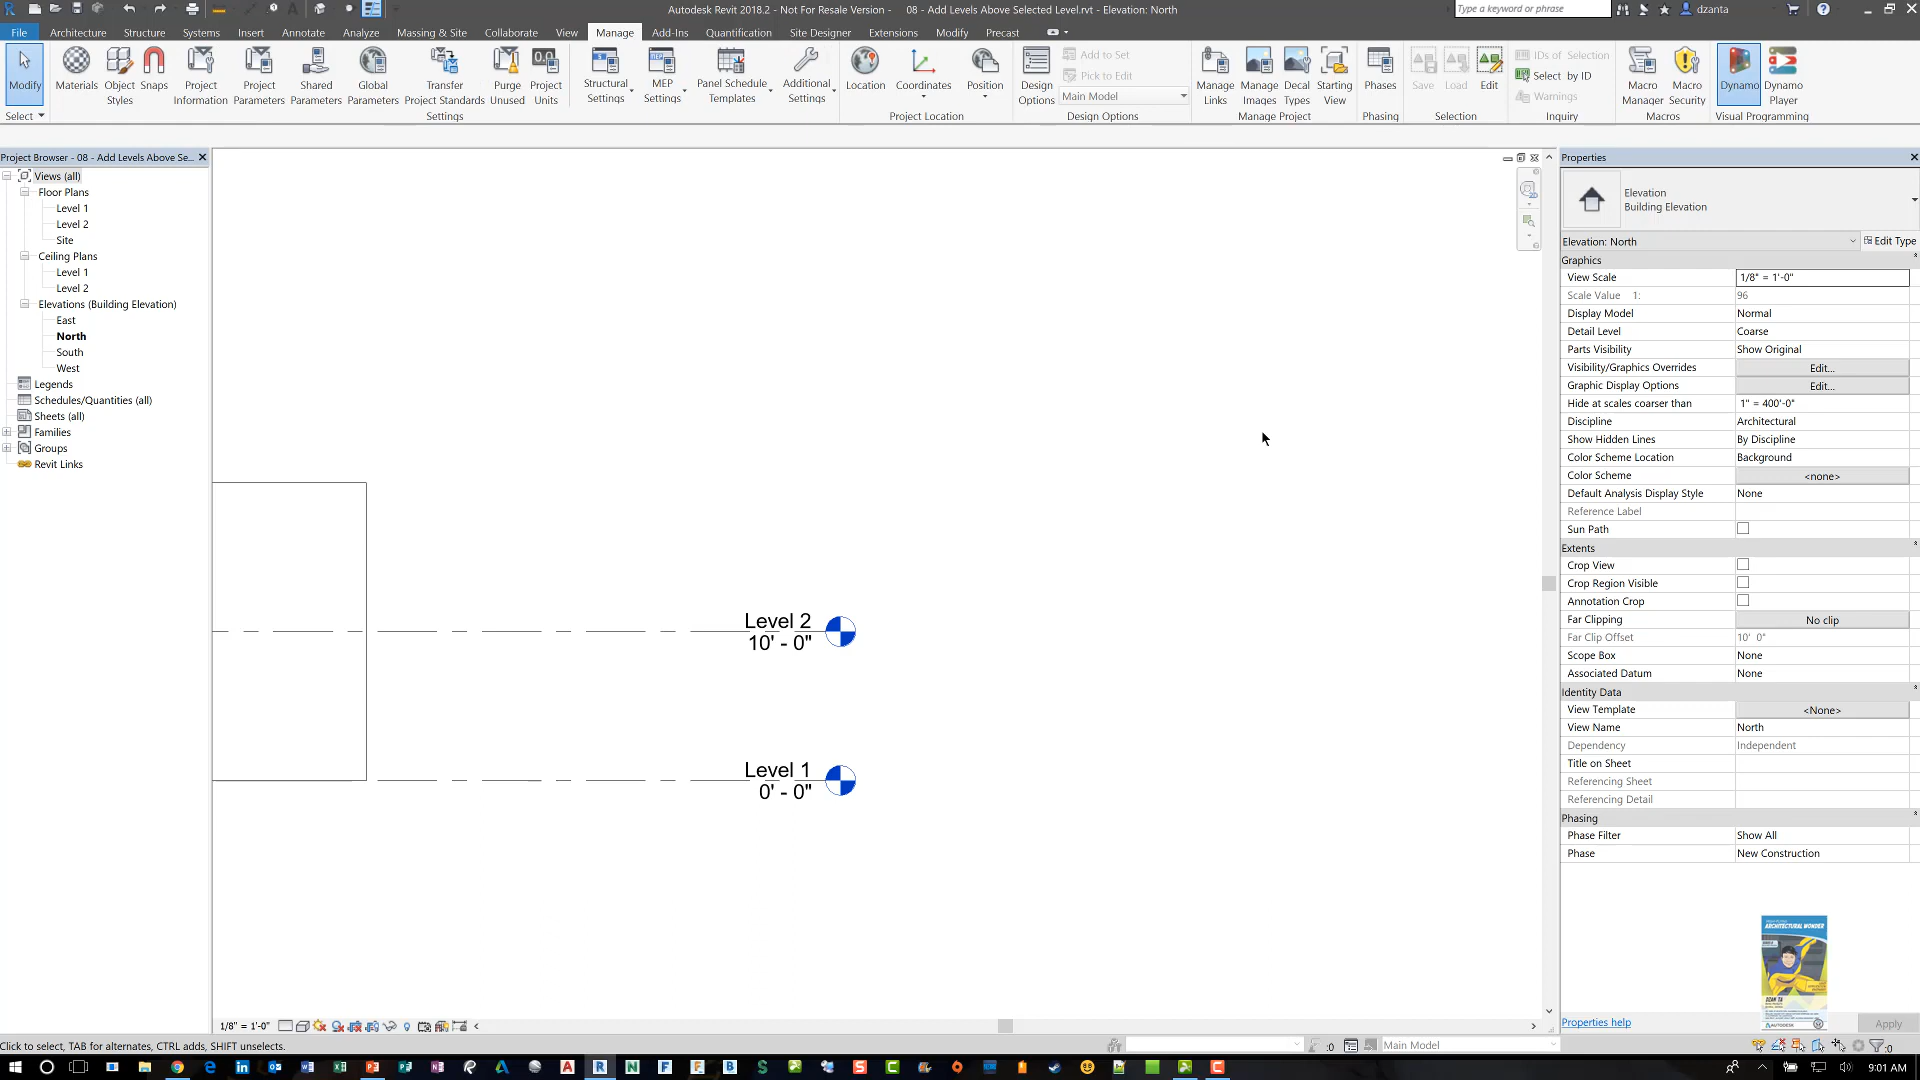 Autodesk Revit 2018.2 - Not For Resale Version -    08 - Add Levels Above Selected Level.rvt - Elevation: North
Type a keyword or phrase
dzanta
File Architecture Structure Systems Insert Annotate Analyze Massing & Site Collaborate View Manage Add-Ins Quantification Site Designer Extensions Modify Precast
Modify
Materials
Object Styles
Snaps
Project Information
Project Parameters
Shared Parameters
Global Parameters
Transfer Project Standards
Purge Unused
Project Units
Structural Settings
MEP Settings
Panel Schedule Templates
Additional Settings
Location
Coordinates
Position
Design Options
Add to Set
Pick to Edit
Main Model
Manage Links
Manage Images
Decal Types
Starting View
Phases
Save
Load
Edit
IDs of Selection
Select by ID
Warnings
Macro Manager
Macro Security
Dynamo
Dynamo Player
Select
Settings
Project Location
Design Options
Manage Project
Phasing
Selection
Inquiry
Macros
Visual Programming
Project Browser - 08 - Add Levels Above Se...
Views (all)
Floor Plans
Level 1
Level 2
Site
Ceiling Plans
Level 1
Level 2
Elevations (Building Elevation)
East
North
South
West
Legends
Schedules/Quantities (all)
Sheets (all)
Families
Groups
Revit Links
Level 2
10' - 0"
Level 1
0' - 0"
Properties
Elevation
Building Elevation
Elevation: North
Edit Type
Graphics
View Scale 1/8" = 1'-0"
Scale Value 1: 96
Display Model Normal
Detail Level Coarse
Parts Visibility Show Original
Visibility/Graphics Overrides Edit...
Graphic Display Options Edit...
Hide at scales coarser than 1" = 400'-0"
Discipline Architectural
Show Hidden Lines By Discipline
Color Scheme Location Background
Color Scheme <none>
Default Analysis Display Style None
Reference Label
Sun Path
Extents
Crop View
Crop Region Visible
Annotation Crop
Far Clipping No clip
Far Clip Offset 10' 0"
Scope Box None
Associated Datum None
Identity Data
View Template <None>
View Name North
Dependency Independent
Title on Sheet
Referencing Sheet
Referencing Detail
Phasing
Phase Filter Show All
Phase New Construction
ARCHITECTURAL WONDER
AUTODESK
Properties help
Apply
1/8" = 1'-0"
Click to select, TAB for alternates, CTRL adds, SHIFT unselects.
:0
Main Model
:0
9:01 AM